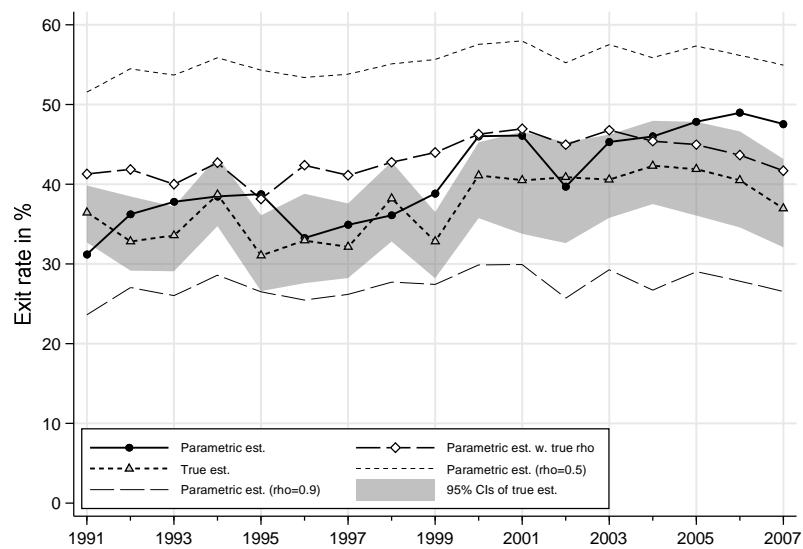 60
50
40
30
20
10
0
Exit rate in %
Parametric est.
Parametric est. w. true rho
True est.
Parametric est. (rho=0.5)
Parametric est. (rho=0.9)
95% CIs of true est.
1991 1993 1995 1997 1999 2001 2003 2005 2007